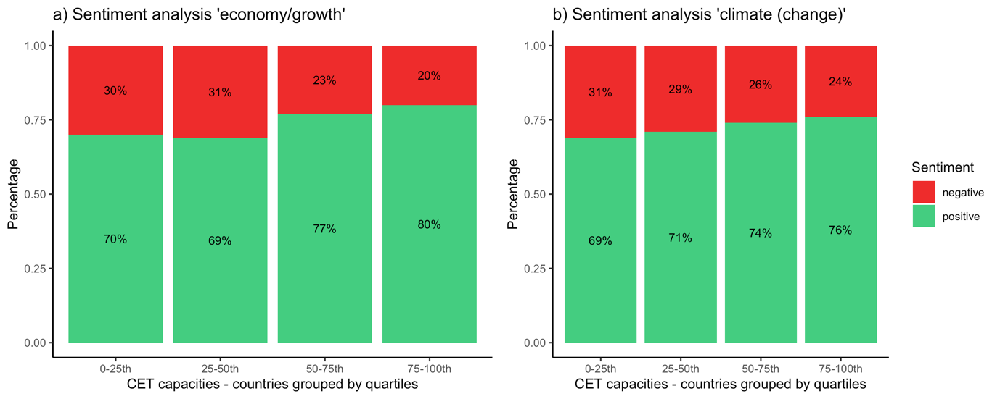 a) Sentiment analysis 'economy/growth'
1.00
0.75
0.50
0.25
0.00
Percentage
30%
31%
23%
20%
70%
69%
77%
80%
0-25th
25-50th
50-75th
75-100th
CET capacities - countries grouped by quartiles
b) Sentiment analysis 'climate (change)'
1.00
0.75
0.50
0.25
0.00
Percentage
31%
29%
26%
24%
69%
71%
74%
76%
0-25th
25-50th
50-75th
75-100th
CET capacities - countries grouped by quartiles
Sentiment
negative
positive